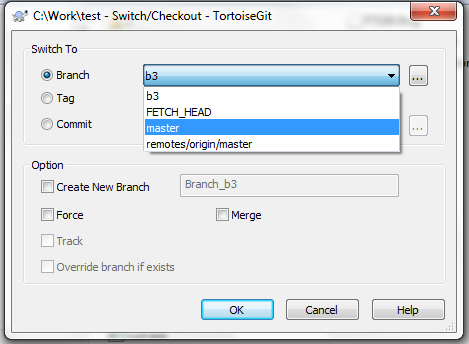 C:\Work\test - Switch/Checkout - TortoiseGit
Switch To
Branch
b3
...
b3
Tag
FETCH_HEAD
master
Commit
...
remotes/origin/master
Option
Create New Branch
Branch_b3
Force
Merge
Track
Override branch if exists
OK
Cancel
Help